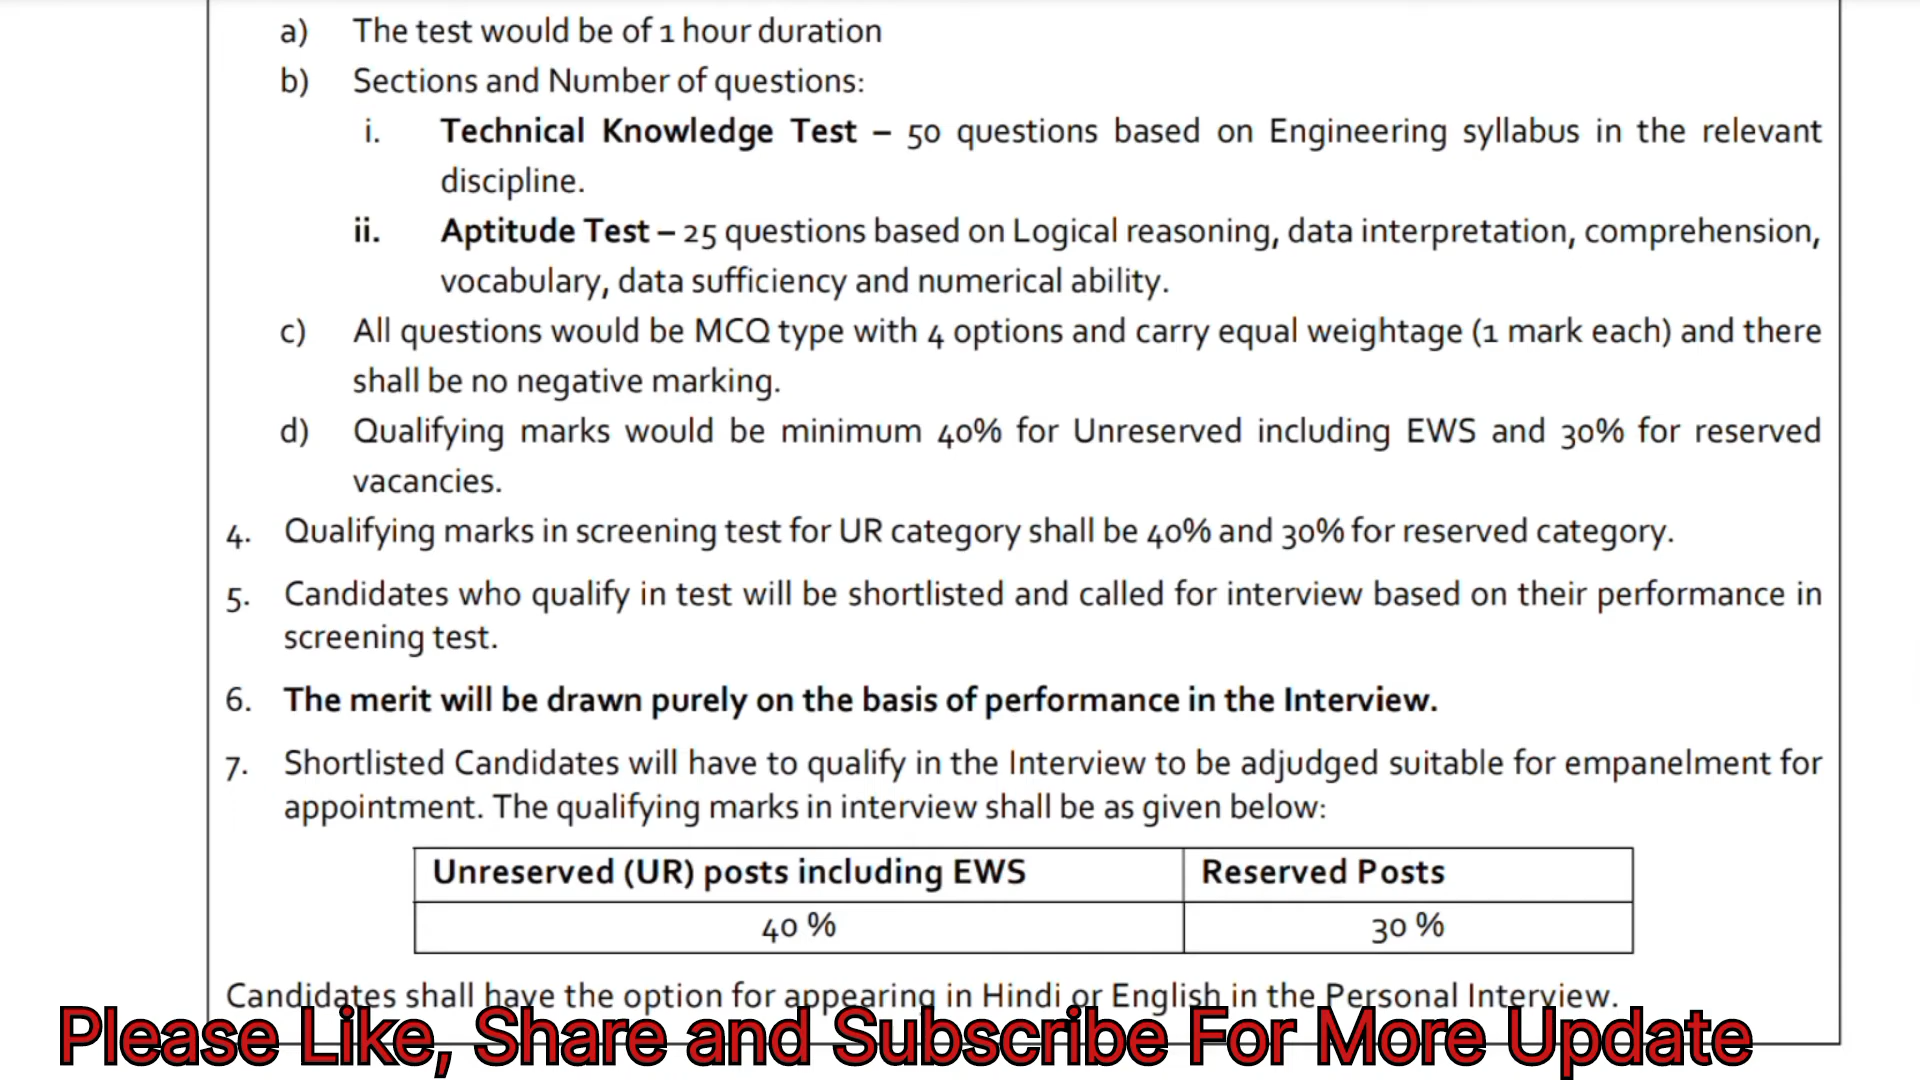 a) The test would be of 1 hour duration
b) Sections and Number of questions:
i. Technical Knowledge Test – 50 questions based on Engineering syllabus in the relevant
discipline.
ii. Aptitude Test – 25 questions based on Logical reasoning, data interpretation, comprehension,
vocabulary, data sufficiency and numerical ability.
c) All questions would be MCQ type with 4 options and carry equal weightage (1 mark each) and there
shall be no negative marking.
d) Qualifying marks would be minimum 40% for Unreserved including EWS and 30% for reserved
vacancies.
4. Qualifying marks in screening test for UR category shall be 40% and 30% for reserved category.
5. Candidates who qualify in test will be shortlisted and called for interview based on their performance in
screening test.
6. The merit will be drawn purely on the basis of performance in the Interview.
7. Shortlisted Candidates will have to qualify in the Interview to be adjudged suitable for empanelment for
appointment. The qualifying marks in interview shall be as given below:
Unreserved (UR) posts including EWS Reserved Posts
40 % 30 %
Candidates shall have the option for appearing in Hindi or English in the Personal Interview.
Please Like, Share and Subscribe For More Update